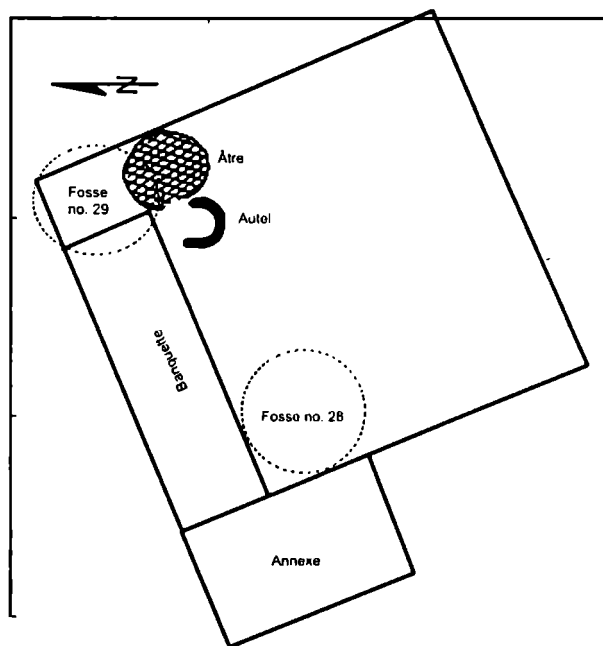 N
Âtre
Fosse
no. 29
Autel
Banquette
Fosse no. 28
Annexe